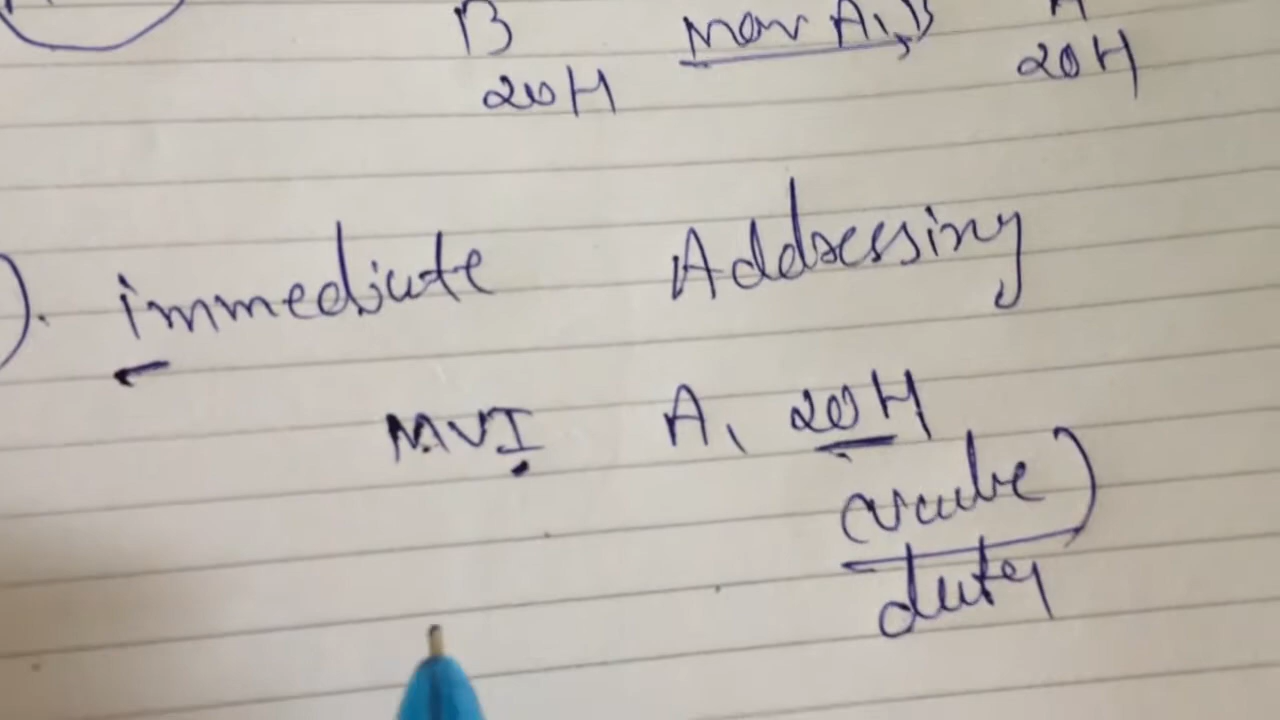 B Mov A, B A
20H 20H
). immediate Addressing
MVI A, 20H
(value)
data